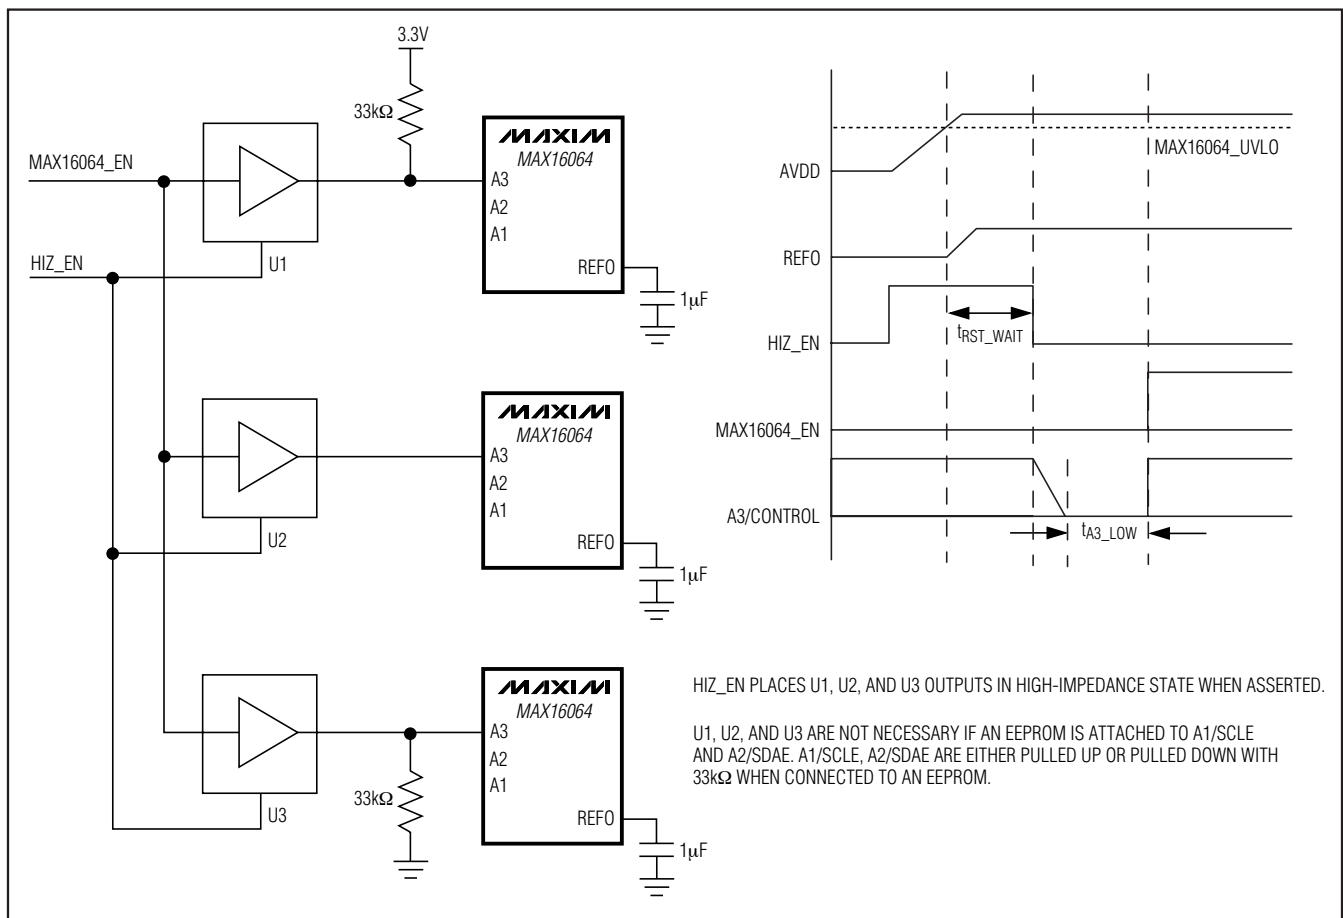 3.3V
33kΩ
MAXIM
MAX16064
MAX16064_EN
A3
A2
A1
HIZ_EN
U1
REFO
1µF
MAXIM
MAX16064
A3
A2
A1
U2
REFO
1µF
MAXIM
MAX16064
A3
A2
A1
33kΩ
U3
REFO
1µF
MAX16064_UVLO
AVDD
REFO
tRST_WAIT
HIZ_EN
MAX16064_EN
A3/CONTROL
tA3_LOW
HIZ_EN PLACES U1, U2, AND U3 OUTPUTS IN HIGH-IMPEDANCE STATE WHEN ASSERTED.
U1, U2, AND U3 ARE NOT NECESSARY IF AN EEPROM IS ATTACHED TO A1/SCLE
AND A2/SDAE. A1/SCLE, A2/SDAE ARE EITHER PULLED UP OR PULLED DOWN WITH
33kΩ WHEN CONNECTED TO AN EEPROM.